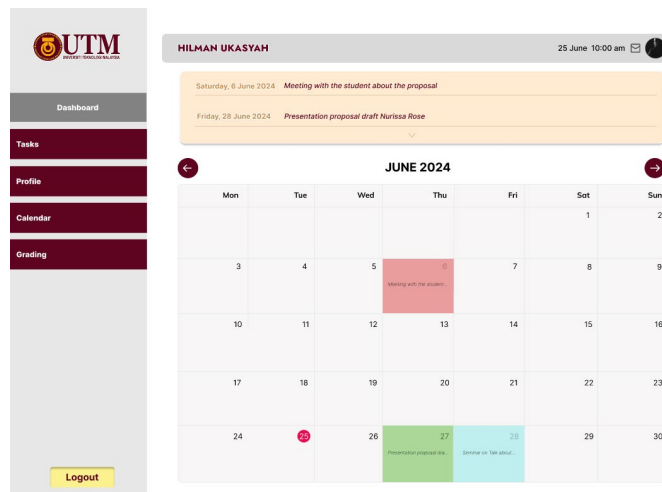 UTM
UNIVERSITI TEKNOLOGI MALAYSIA
HILMAN UKASYAH
25 June 10:00 am
Saturday, 6 June 2024 Meeting with the student about the proposal
Friday, 28 June 2024 Presentation proposal draft Nurissa Rose
Dashboard
Tasks
Profile
Calendar
Grading
Logout
JUNE 2024
Mon Tue Wed Thu Fri Sat Sun
1 2
3 4 5 6 7 8 9
Meeting with the student...
10 11 12 13 14 15 16
17 18 19 20 21 22 23
24 25 26 27 28 29 30
Presentation proposal dra... Seminar on Talk about...